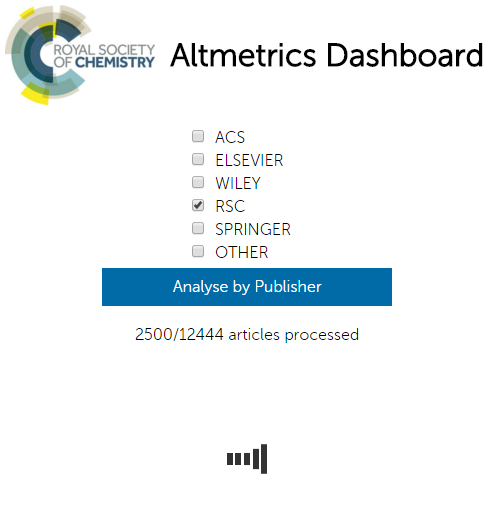 ROYAL SOCIETY
OF CHEMISTRY
Altmetrics Dashboard
ACS
ELSEVIER
WILEY
RSC
SPRINGER
OTHER
Analyse by Publisher
2500/12444 articles processed